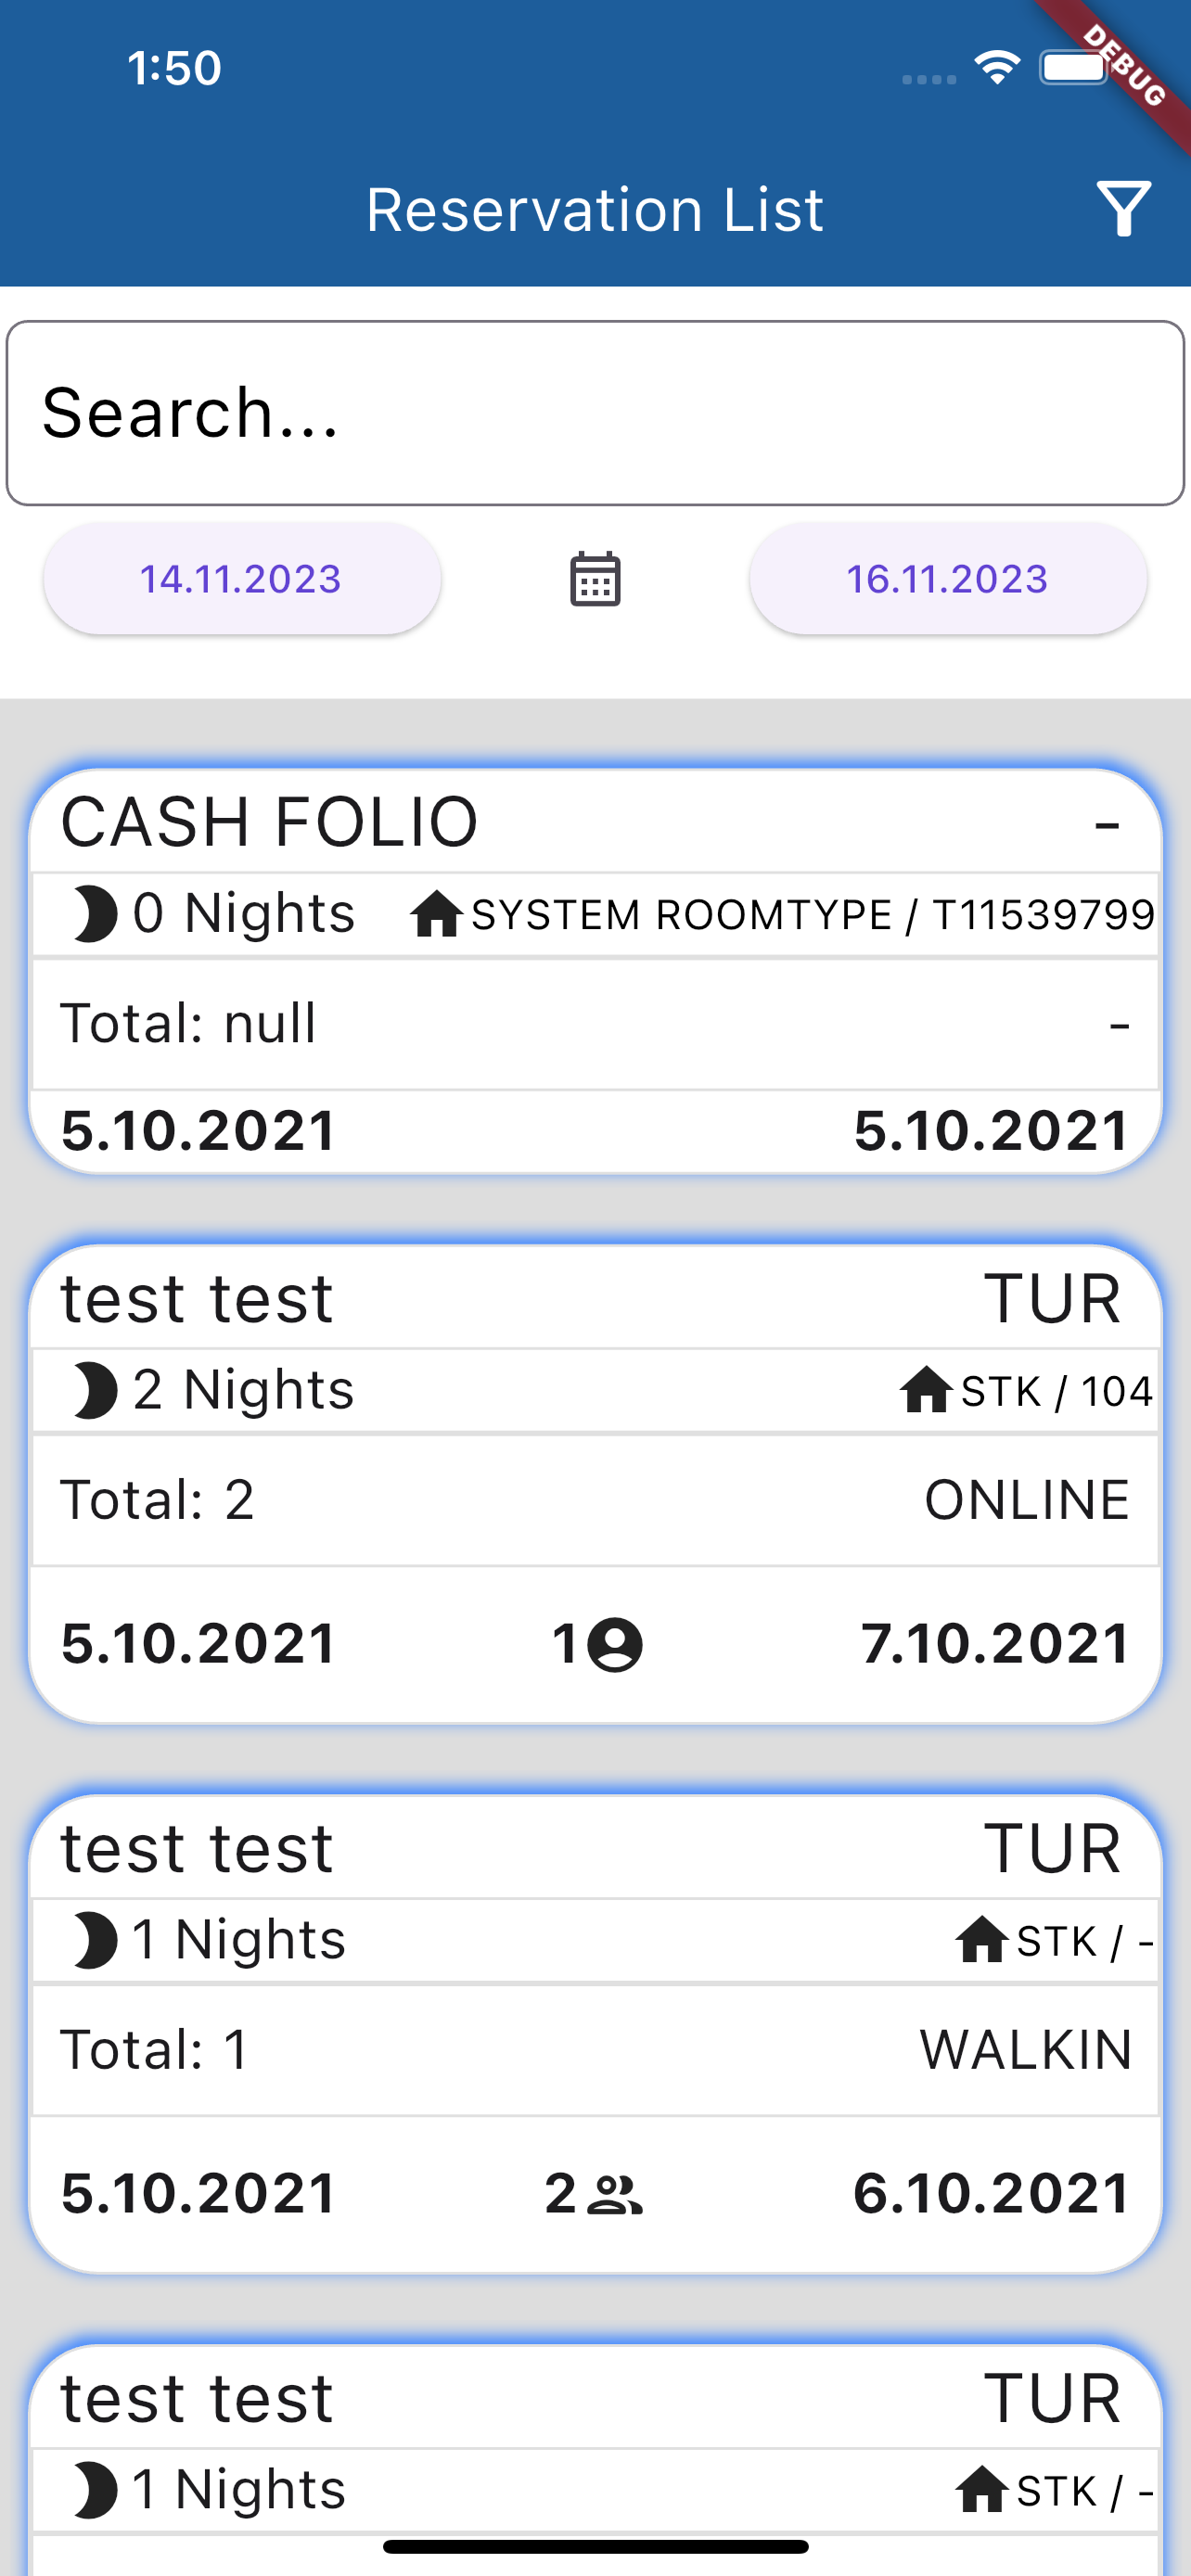 1:50
DEBUG
Reservation List
Search...
14.11.2023 16.11.2023
CASH FOLIO -
0 Nights SYSTEM ROOMTYPE / T11539799
Total: null -
5.10.2021 5.10.2021
test test TUR
2 Nights STK / 104
Total: 2 ONLINE
5.10.2021 1 7.10.2021
test test TUR
1 Nights STK / -
Total: 1 WALKIN
5.10.2021 2 6.10.2021
test test TUR
1 Nights STK / -